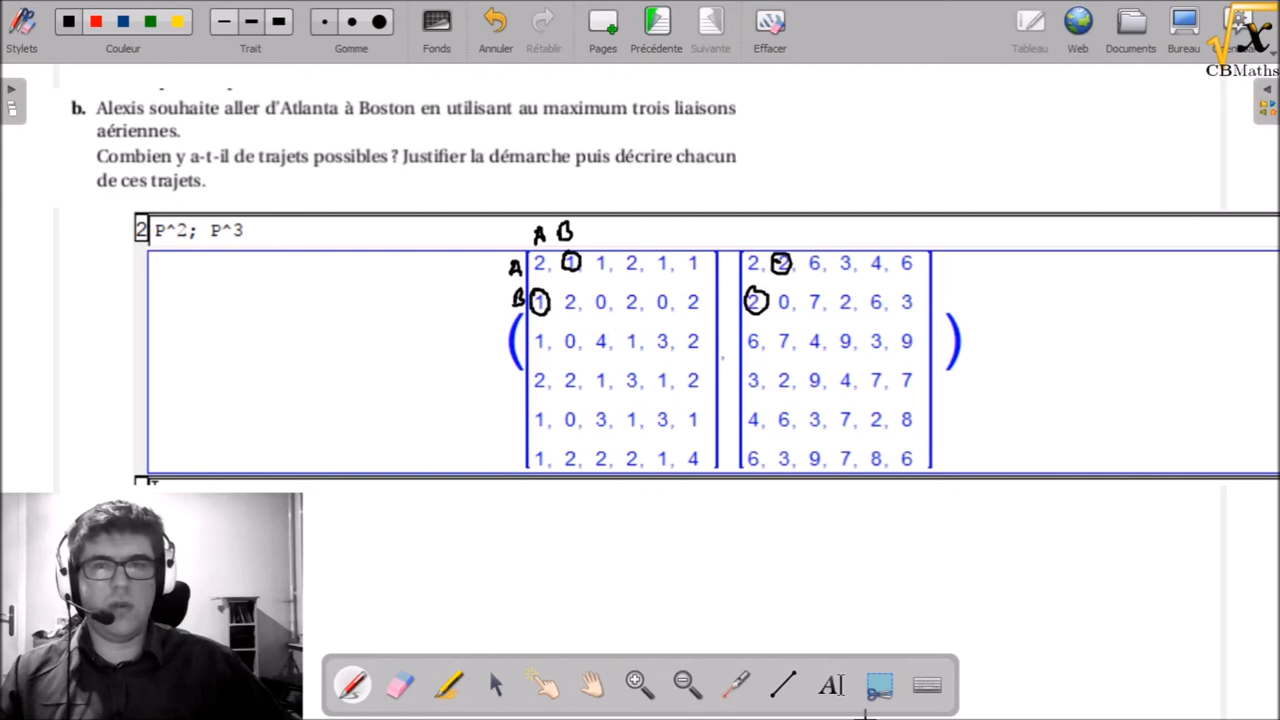 Stylets Couleur Trait Gomme Fonds Annuler Rétablir Pages Précédente Suivante Effacer Tableau Web Documents Bureau
CBMaths
b. Alexis souhaite aller d'Atlanta à Boston en utilisant au maximum trois liaisons
aériennes.
Combien y a-t-il de trajets possibles ? Justifier la démarche puis décrire chacun
de ces trajets.
2 P^2; P^3
A B
A 2, 1, 1, 2, 1, 1 2, 2, 6, 3, 4, 6
B 1, 2, 0, 2, 0, 2 2, 0, 7, 2, 6, 3
1, 0, 4, 1, 3, 2 6, 7, 4, 9, 3, 9
2, 2, 1, 3, 1, 2 3, 2, 9, 4, 7, 7
1, 0, 3, 1, 3, 1 4, 6, 3, 7, 2, 8
1, 2, 2, 2, 1, 4 6, 3, 9, 7, 8, 6